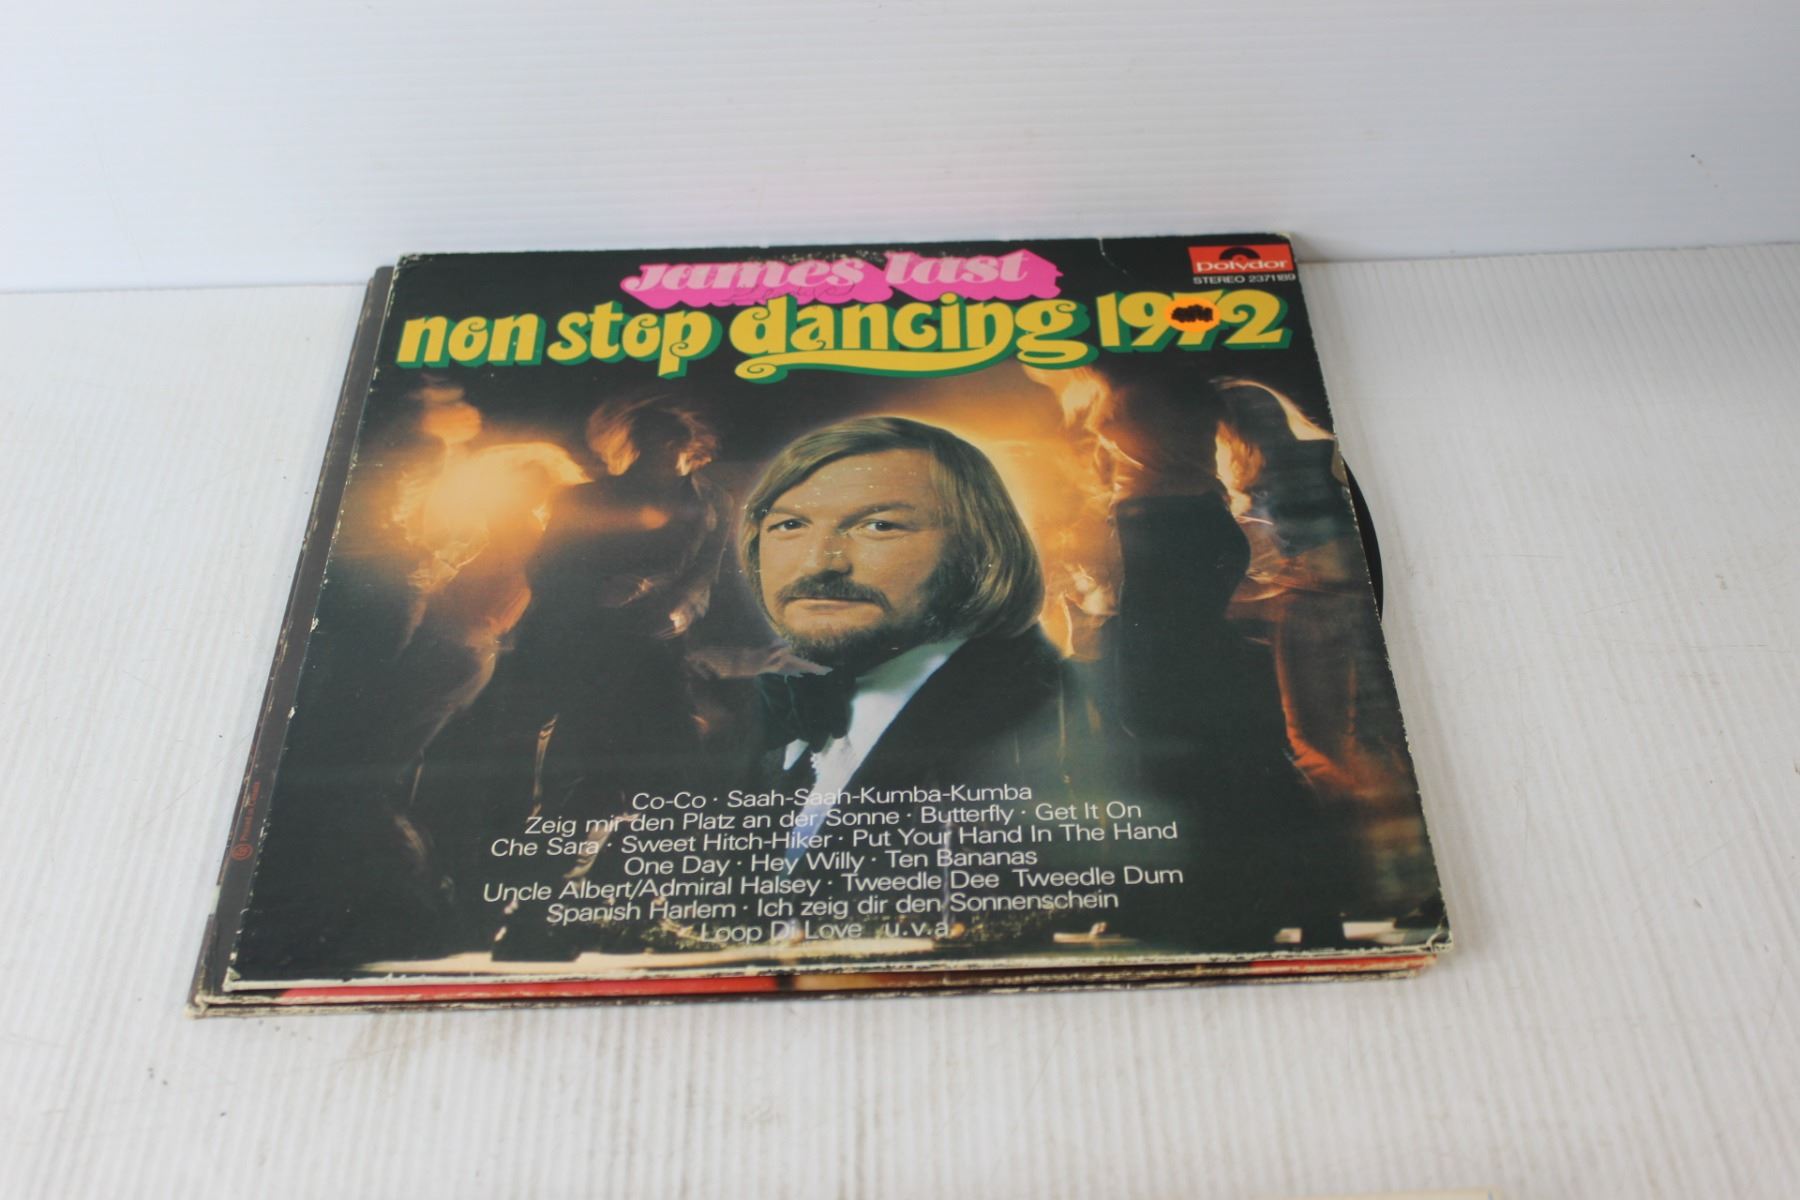 james last
polydor
STEREO 2371189
non stop dancing 1972
Co-Co · Saah-Saah-Kumba-Kumba
Zeig mir den Platz an der Sonne · Butterfly · Get It On
Che Sara · Sweet Hitch-Hiker · Put Your Hand In The Hand
One Day · Hey Willy · Ten Bananas
Uncle Albert/Admiral Halsey · Tweedle Dee Tweedle Dum
Spanish Harlem · Ich zeig dir den Sonnenschein
Loop Di Love u.v.a.